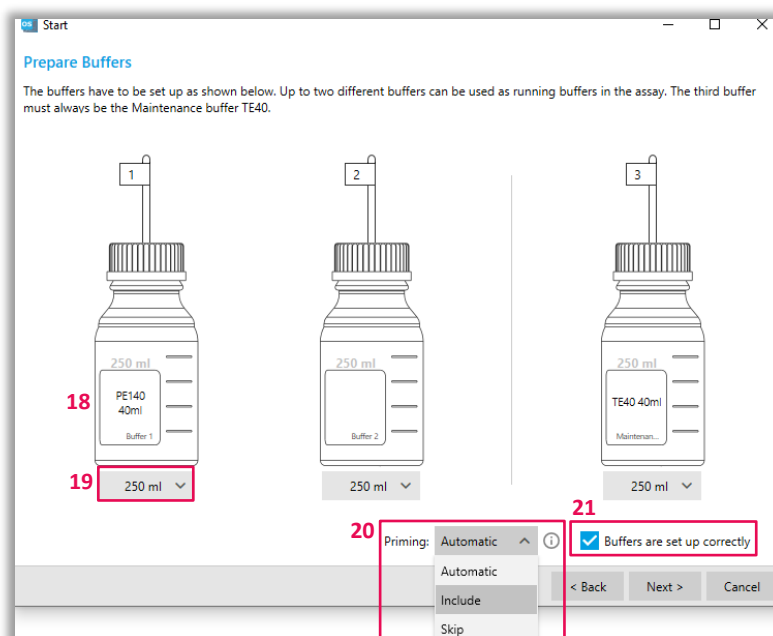 os Start
Prepare Buffers
The buffers have to be set up as shown below. Up to two different buffers can be used as running buffers in the assay. The third buffer
must always be the Maintenance buffer TE40.
1
2
3
250 ml
250 ml
250 ml
18
PE140
40ml
TE40 40ml
Buffer 1
Buffer 2
Maintenan...
19
250 ml
250 ml
250 ml
21
20
Priming: Automatic
Buffers are set up correctly
Automatic
< Back
Next >
Cancel
Include
Skip